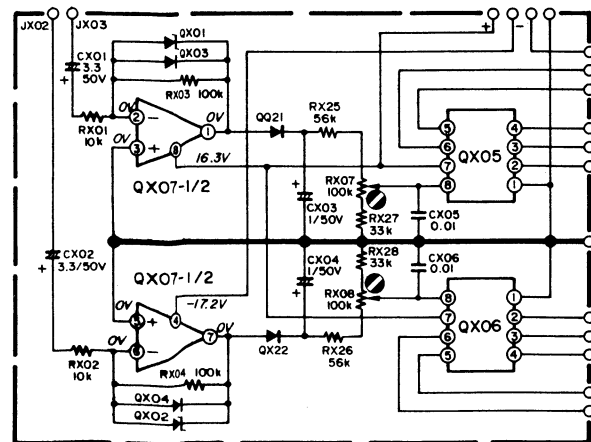 JX02
JX03
+
-
QX01
QX03
CX01
3.3
50V
+
RX03 100k
0V
0V
RX01
10k
2
-
1
QQ21
RX25
56k
0V
3
+
8
16.3V
QX07-1/2
RX07
100k
+
CX03
1/50V
RX27
33k
CX05
0.01
5
6
7
8
QX05
4
3
2
1
CX02
3.3/50V
+
QX07-1/2
CX04
1/50V
+
RX28
33k
CX06
0.01
-17.2V
RX08
100k
0V
5
+
4
0V
7
0V
6
-
QX22
RX26
56k
RX02
10k
RX04 100k
QX04
QX02
8
7
6
5
QX06
1
2
3
4